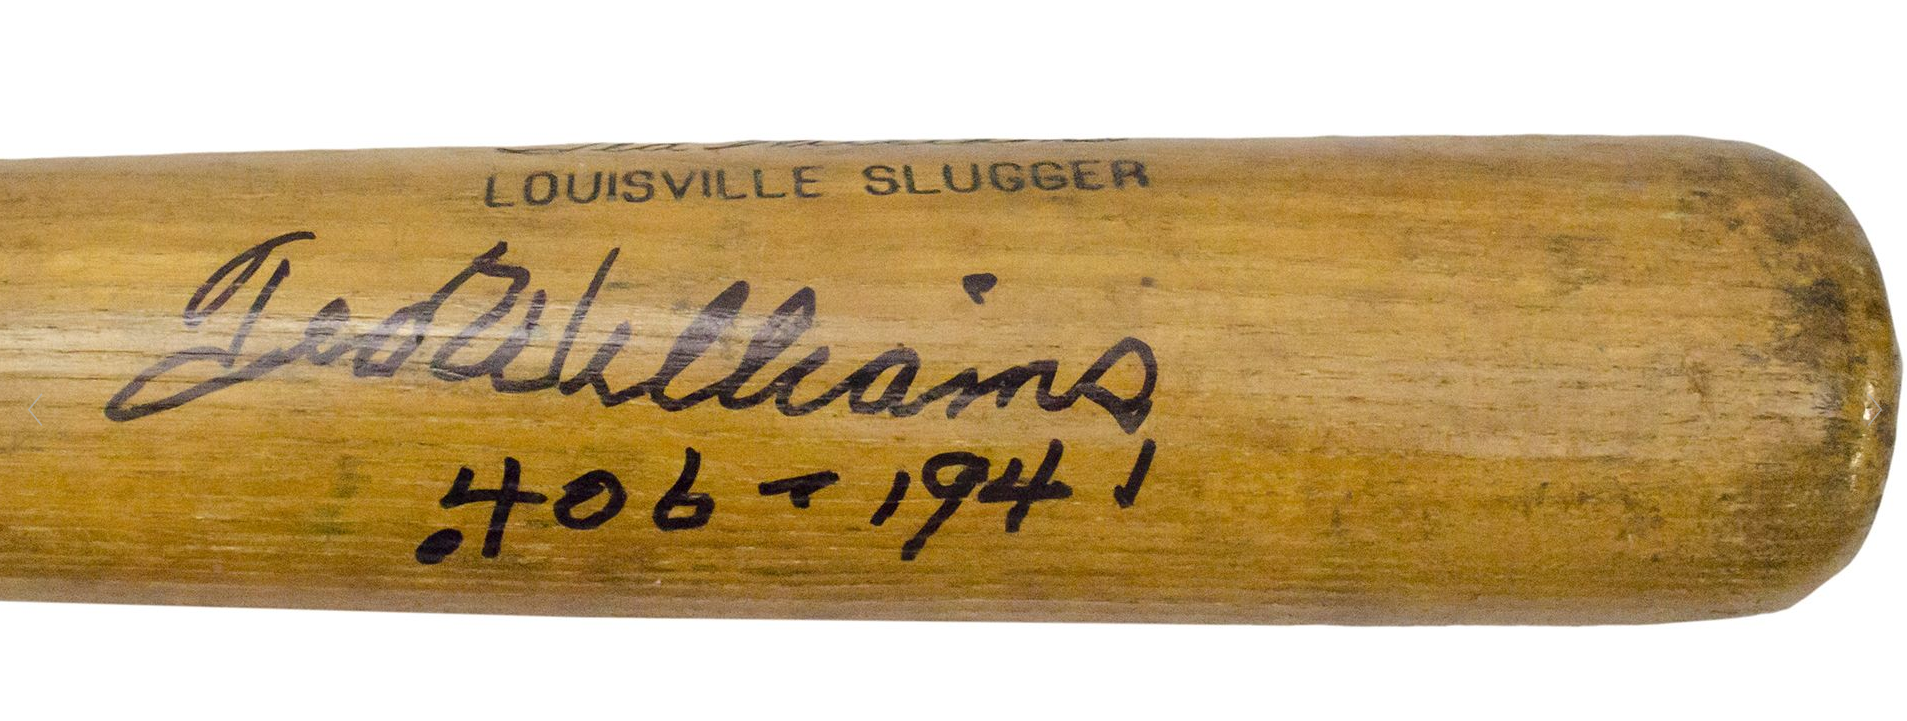 LOUISVILLE SLUGGER
Ted Williams
.406 - 1941